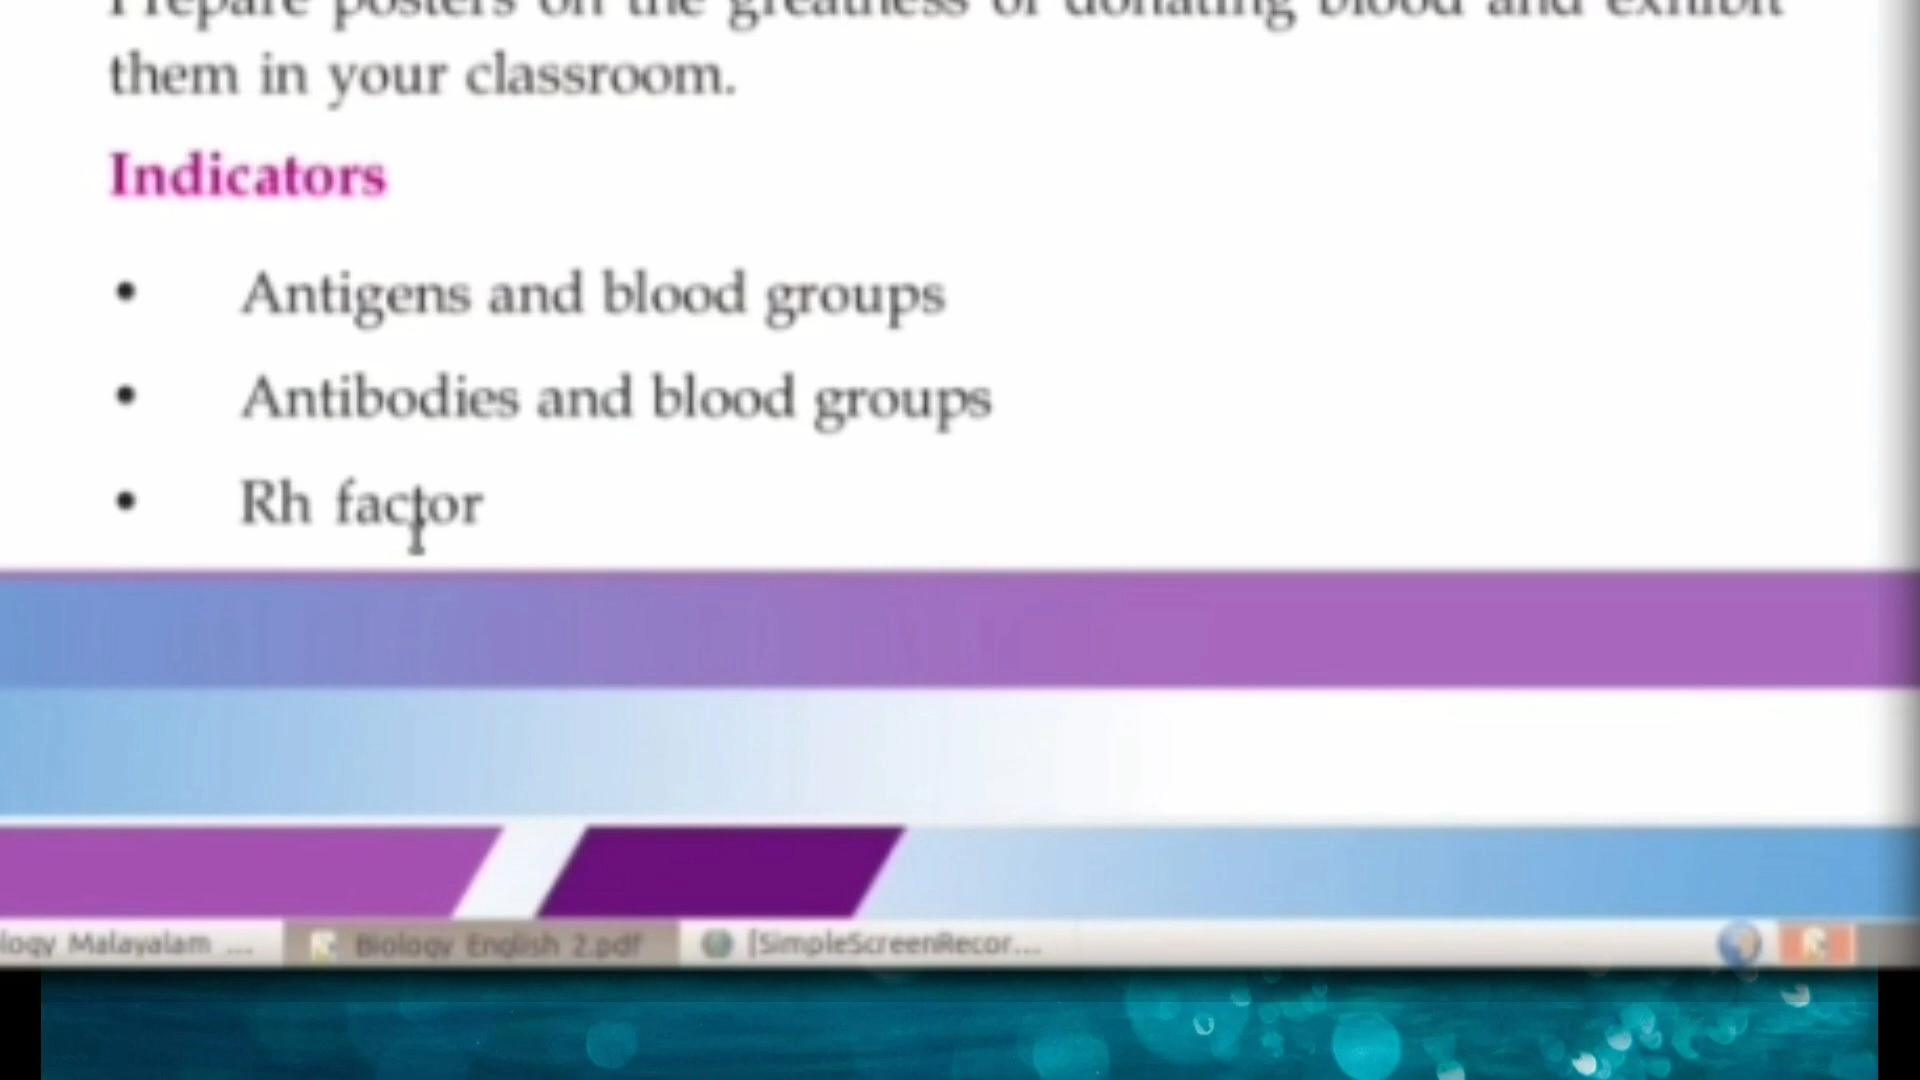 Prepare posters on the greatness of donating blood and exhibit
them in your classroom.
Indicators
• Antigens and blood groups
• Antibodies and blood groups
• Rh factor
logy Malayalam ...
Biology English 2.pdf
[SimpleScreenRecor...